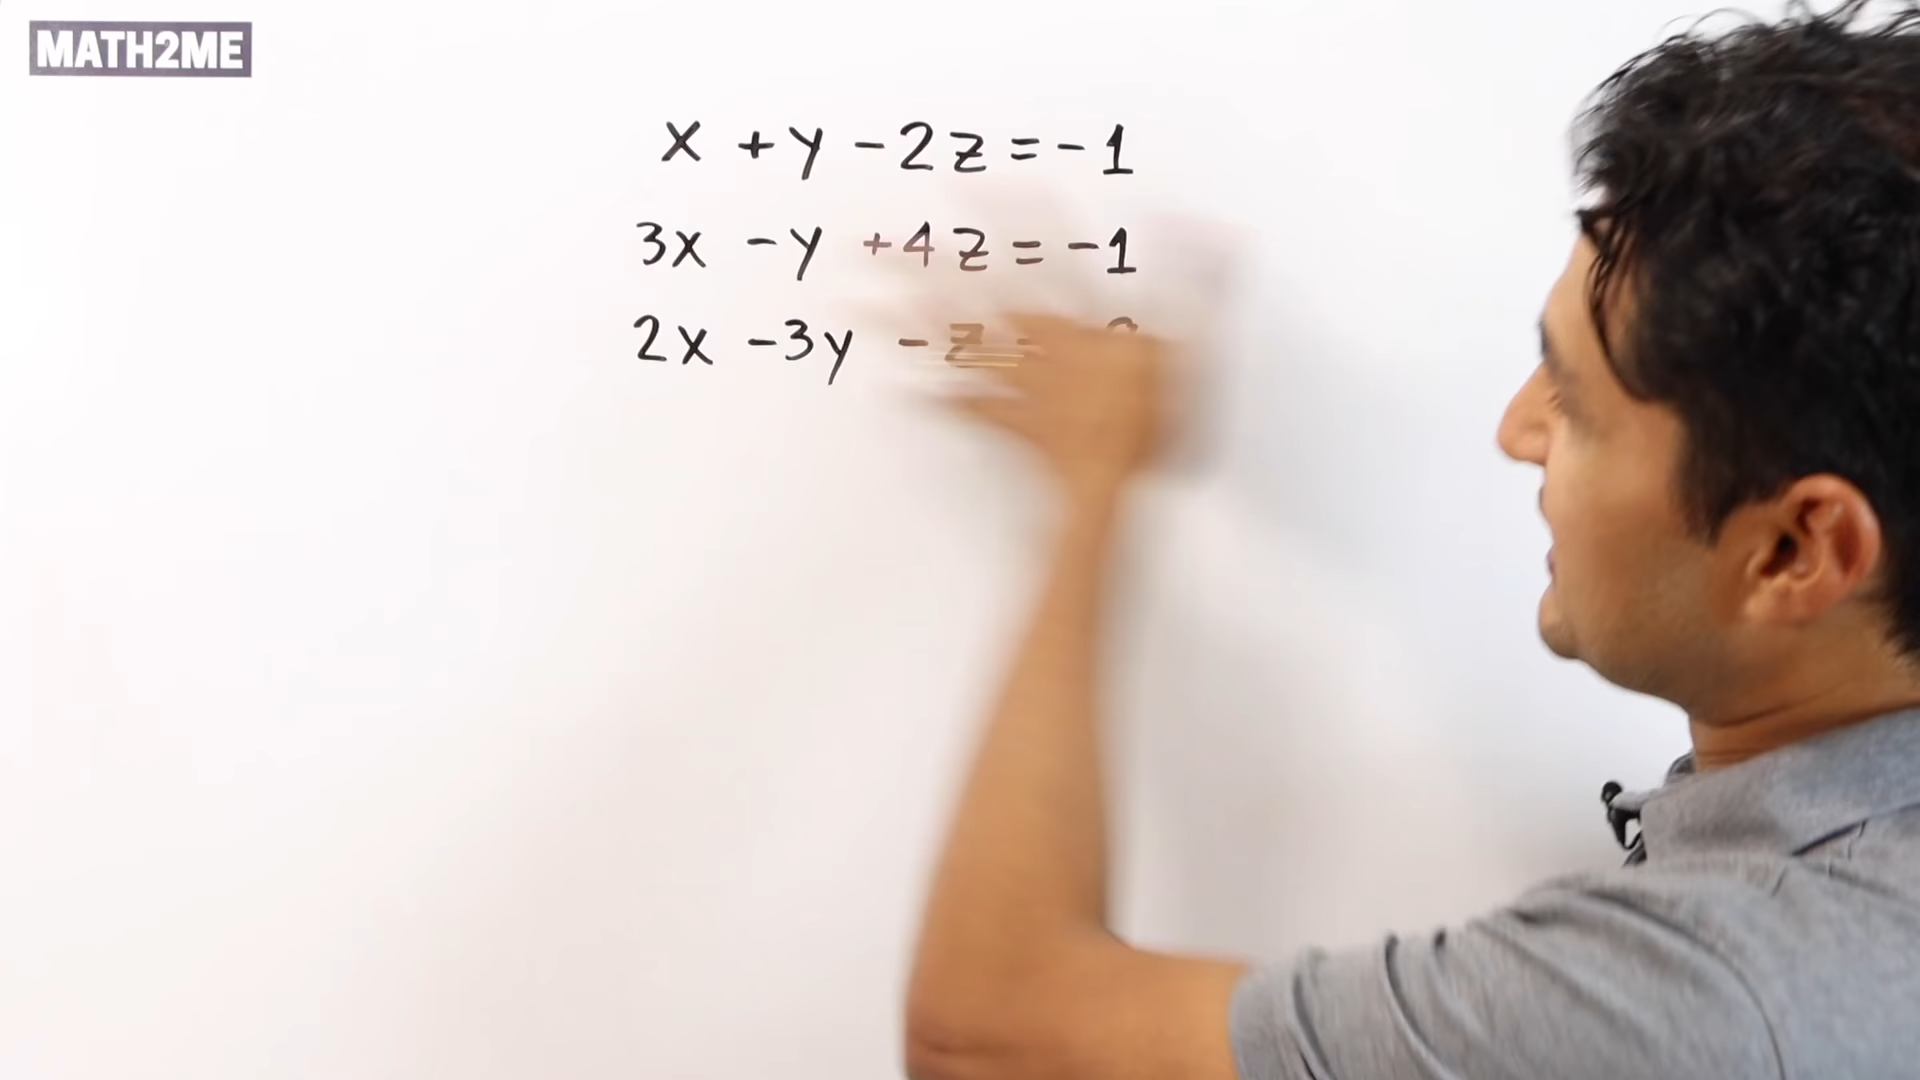 MATH2ME
x + y - 2z = -1
3x - y + 4z = -1
2x - 3y - z